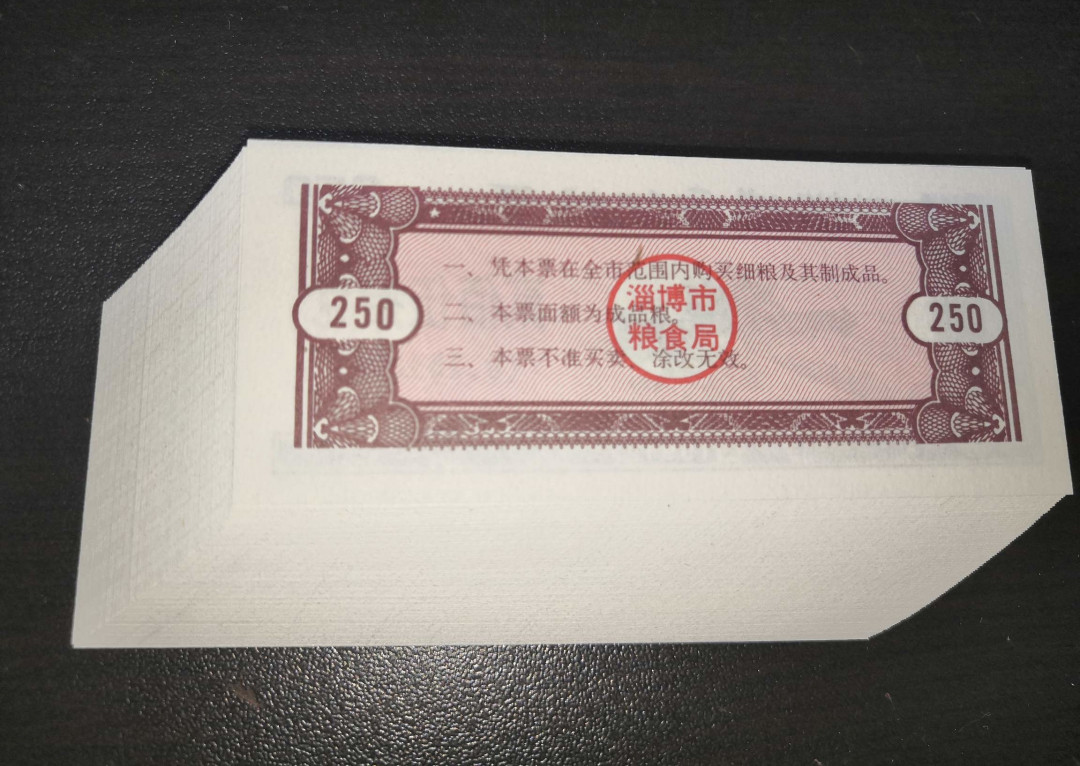 一、凭本票在全市范围内购买细粮及其制成品。
淄博市
250
二、本票面额为成品粮。
250
粮食局
三、本票不准买卖 涂改无效。